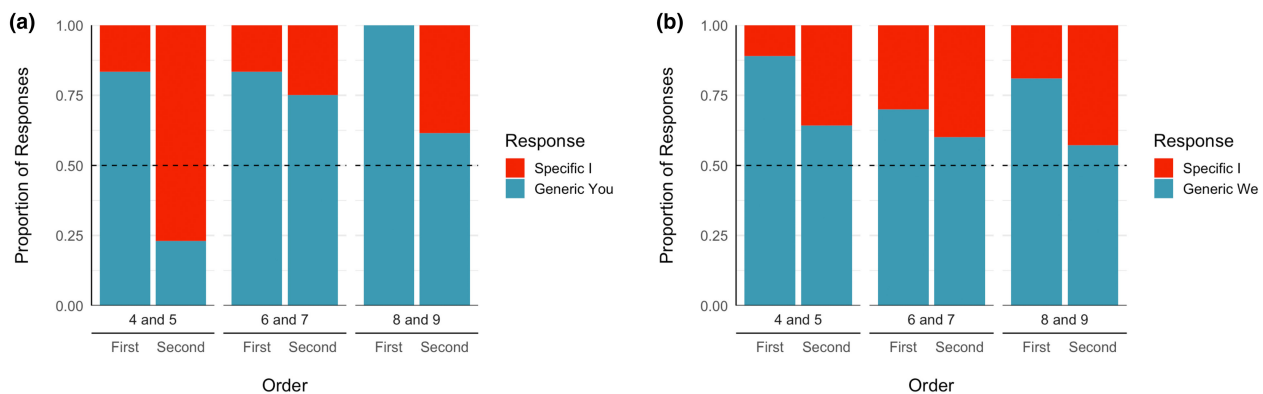 (a)
Proportion of Responses
1.00
0.75
0.50
0.25
0.00
4 and 5
6 and 7
8 and 9
First Second First Second First Second
Order
Response
Specific I
Generic You
(b)
Proportion of Responses
1.00
0.75
0.50
0.25
0.00
4 and 5
6 and 7
8 and 9
First Second First Second First Second
Order
Response
Specific I
Generic We